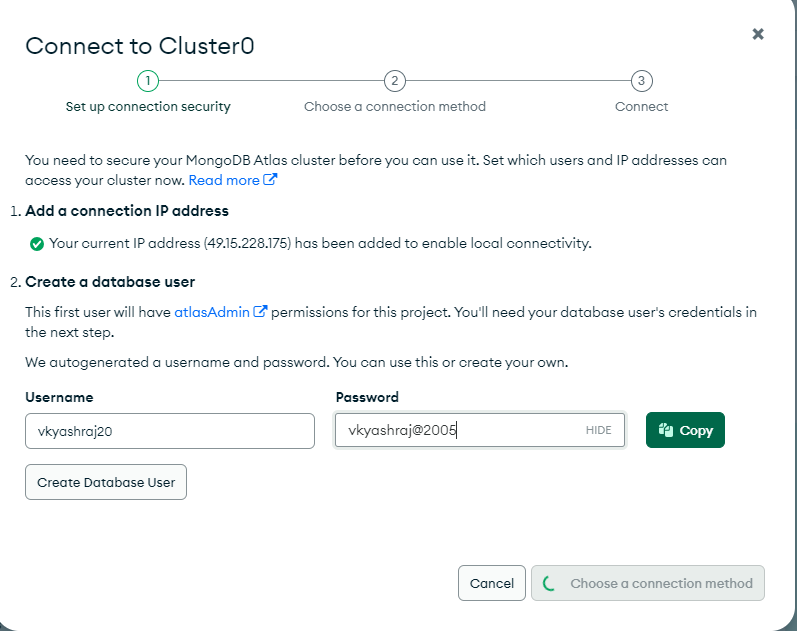 Connect to Cluster0
1
2
3
Set up connection security
Choose a connection method
Connect
You need to secure your MongoDB Atlas cluster before you can use it. Set which users and IP addresses can
access your cluster now. Read more
1. Add a connection IP address
Your current IP address (49.15.228.175) has been added to enable local connectivity.
2. Create a database user
This first user will have atlasAdmin permissions for this project. You'll need your database user's credentials in
the next step.
We autogenerated a username and password. You can use this or create your own.
Username
Password
vkyashraj20
vkyashraj@2005
HIDE
Copy
Create Database User
Cancel
Choose a connection method